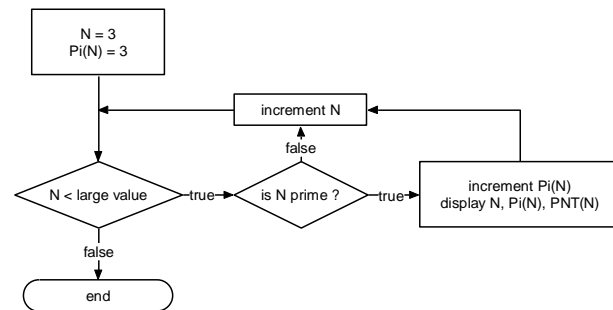 N = 3
Pi(N) = 3
increment N
false
N < large value
true
is N prime ?
true
increment Pi(N)
display N, Pi(N), PNT(N)
false
end